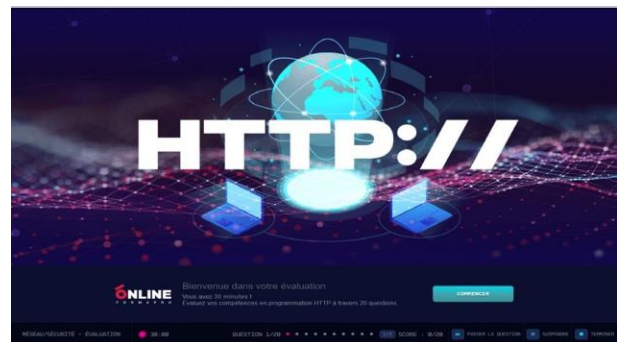 HTTP://
ONLINE
FORMAPRO
Bienvenue dans votre évaluation
Vous avez 30 minutes !
Évaluez vos compétences en programmation HTTP à travers 20 questions.
COMMENCER
RÉSEAU/SÉCURITÉ – ÉVALUATION
30:00
QUESTION 1/20
SCORE : 0/20
PASSER LA QUESTION
SUSPENDRE
TERMINER